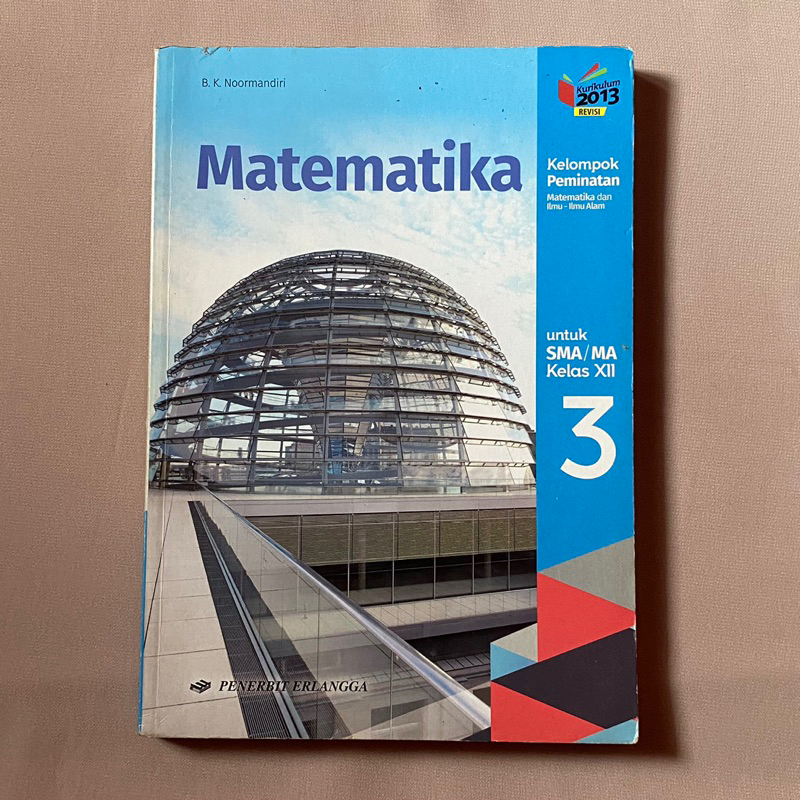 B. K. Noormandiri
Matematika
Kurikulum
2013
REVISI
Kelompok
Peminatan
Matematika dan
Ilmu - Ilmu Alam
untuk
SMA/MA
Kelas XII
3
PENERBIT ERLANGGA